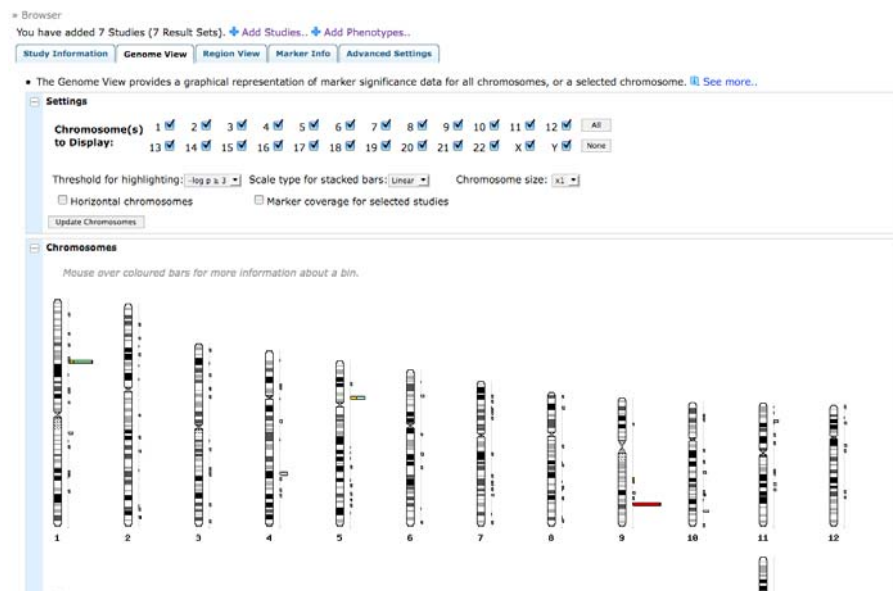 » Browser
You have added 7 Studies (7 Result Sets). Add Studies.. Add Phenotypes..
Study Information Genome View Region View Marker Info Advanced Settings
• The Genome View provides a graphical representation of marker significance data for all chromosomes, or a selected chromosome. See more..
Settings
Chromosome(s) 1 2 3 4 5 6 7 8 9 10 11 12 All
to Display: 13 14 15 16 17 18 19 20 21 22 X Y None
Threshold for highlighting: -log p ≥ 3 Scale type for stacked bars: Linear Chromosome size: x1
Horizontal chromosomes Marker coverage for selected studies
Update Chromosomes
Chromosomes
Mouse over coloured bars for more information about a bin.
1 2 3 4 5 6 7 8 9 10 11 12